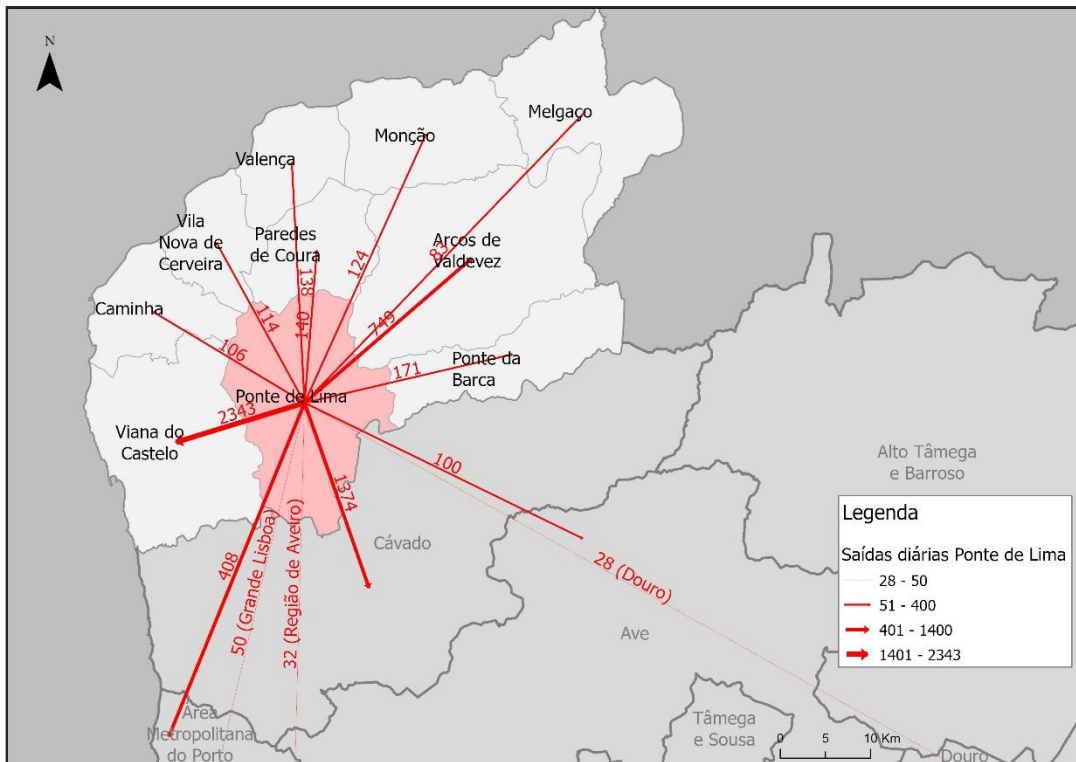 N
Melgaço
Monção
Valença
Vila
Nova de
Cerveira
Paredes
de Coura
Arcos de
Valdevez
83
124
138
140
114
749
Caminha
106
171
Ponte da
Barca
Ponte de Lima
2343
Viana do
Castelo
100
1374
408
50 (Grande Lisboa)
32 (Região de Aveiro)
28 (Douro)
Cávado
Alto Tâmega
e Barroso
Ave
Área
Metropolitana
do Porto
Tâmega
e Sousa
Douro
Legenda
Saídas diárias Ponte de Lima
28 - 50
51 - 400
401 - 1400
1401 - 2343
0 5 10 Km